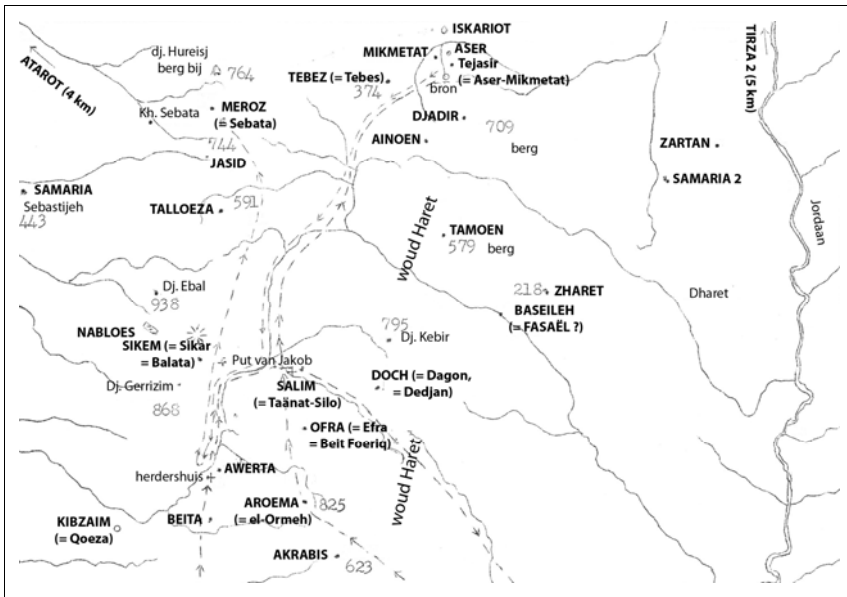 ISKARIOT
dj. Hureisj
berg bij
764
MIKMETAT
ASER
Tejasir
(= Aser-Mikmetat)
TIRZA 2 (5 km)
ATAROT (4 km)
TEBEZ (= Tebes)
374
bron
Kh. Sebata
MEROZ
(= Sebata)
DJADIR
709
berg
AINOEN
744
JASID
ZARTAN
SAMARIA
Sebastijeh
443
SAMARIA 2
591
TALLOEZA
Jordaan
woud Haret
TAMOEN
579 berg
Dj. Ebal
938
218
ZHARET
Dharet
BASEILEH
(= FASAËL ?)
NABLOES
795
Dj. Kebir
SIKEM (= Sikar
= Balata)
Put van Jakob
SALIM
(= Taänat-Silo)
DOCH (= Dagon,
= Dedjan)
Dj. Gerrizim
868
OFRA (= Efra
= Beit Foeriq)
woud Haret
AWERTA
herdershuis
AROEMA
(= el-Ormeh)
825
KIBZAIM
(= Qoeza)
BEITA
AKRABIS
623